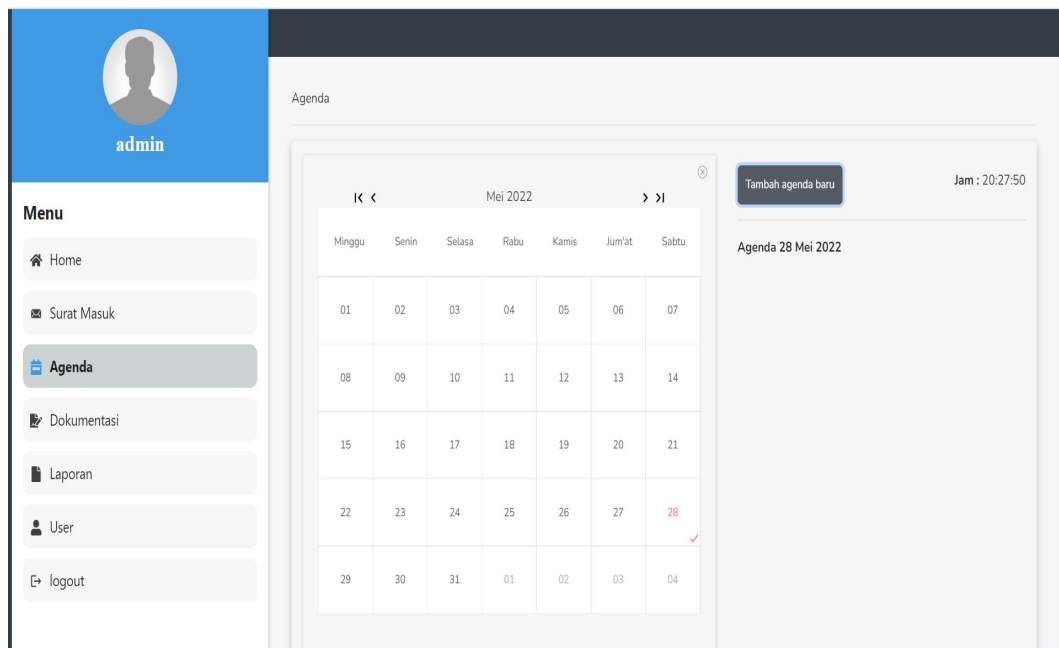 admin
Menu
Home
Surat Masuk
Agenda
Dokumentasi
Laporan
User
logout
Agenda
Mei 2022
Minggu Senin Selasa Rabu Kamis Jum'at Sabtu
01 02 03 04 05 06 07
08 09 10 11 12 13 14
15 16 17 18 19 20 21
22 23 24 25 26 27 28
29 30 31 01 02 03 04
Tambah agenda baru
Jam : 20:27:50
Agenda 28 Mei 2022